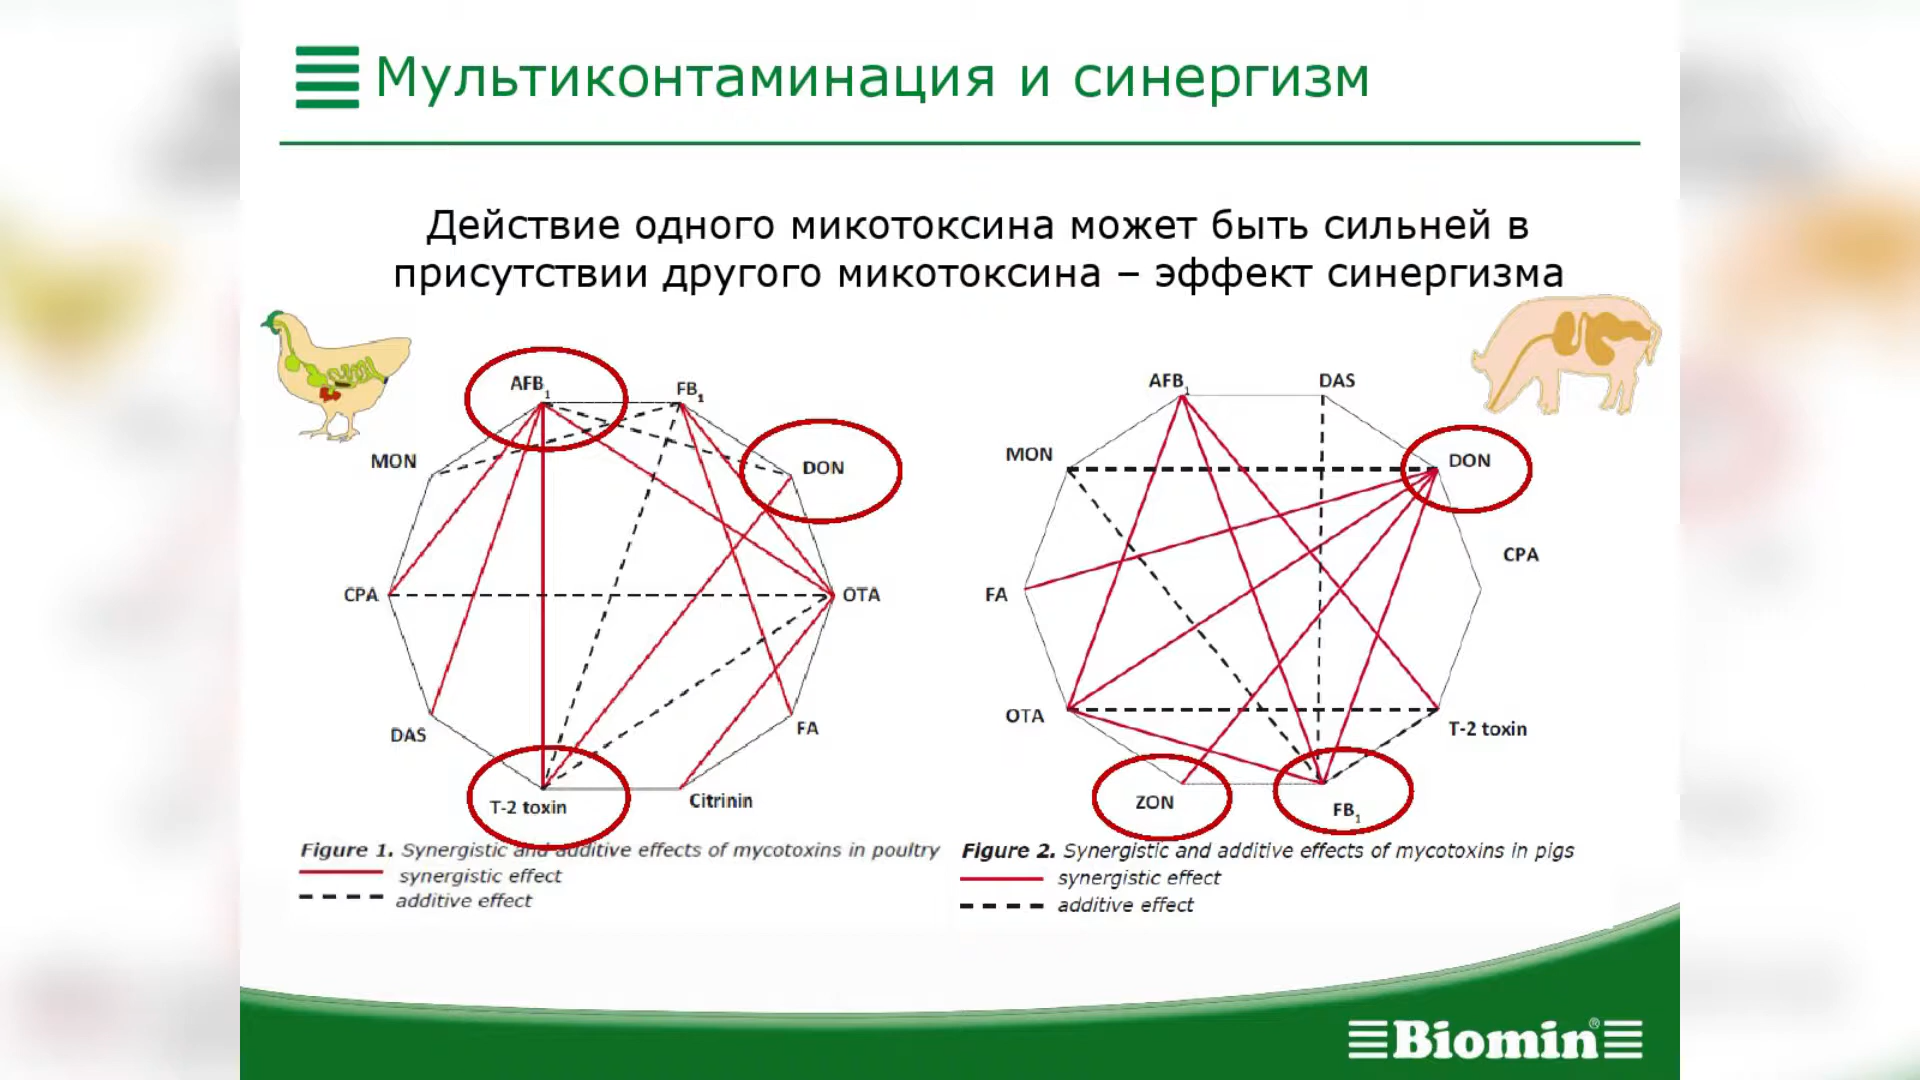 Мультиконтаминация и синергизм
Действие одного микотоксина может быть сильней в
присутствии другого микотоксина – эффект синергизма
AFB1
FB1
MON
DON
CPA
OTA
DAS
FA
T-2 toxin
Citrinin
Figure 1. Synergistic and additive effects of mycotoxins in poultry
synergistic effect
additive effect
AFB1
DAS
MON
DON
CPA
FA
OTA
T-2 toxin
ZON
FB1
Figure 2. Synergistic and additive effects of mycotoxins in pigs
synergistic effect
additive effect
Biomin®